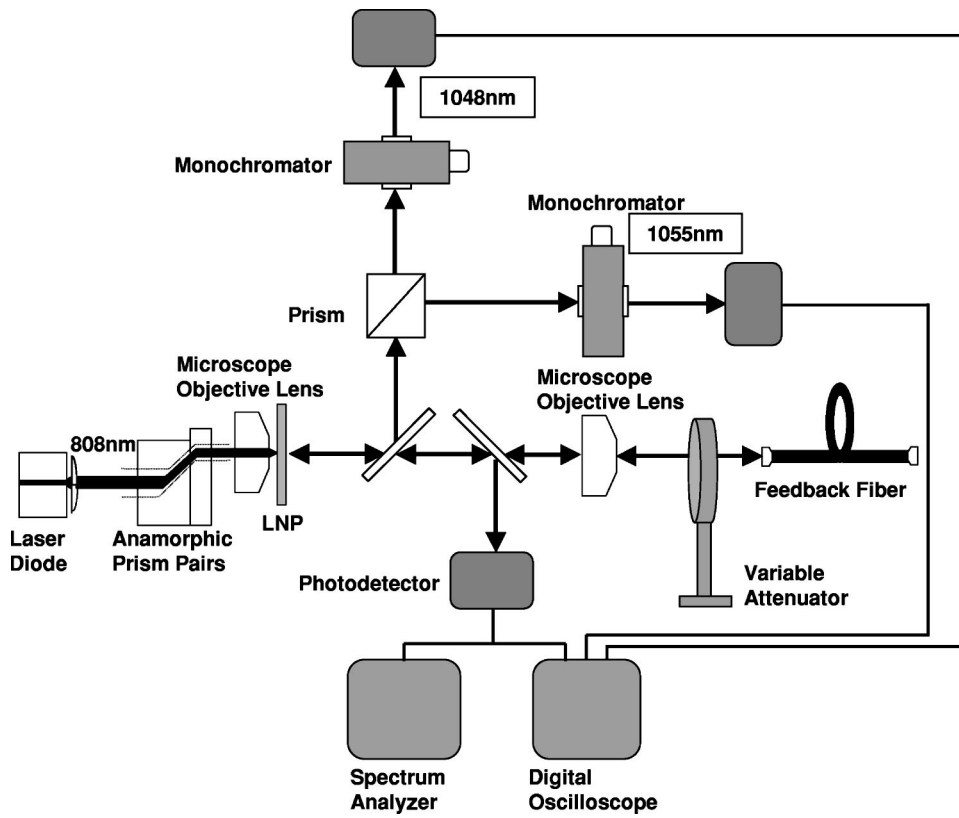 1048nm
Monochromator
Monochromator
1055nm
Prism
Microscope
Objective Lens
Microscope
Objective Lens
808nm
LNP
Feedback Fiber
Laser
Diode
Anamorphic
Prism Pairs
Photodetector
Variable
Attenuator
Spectrum
Analyzer
Digital
Oscilloscope